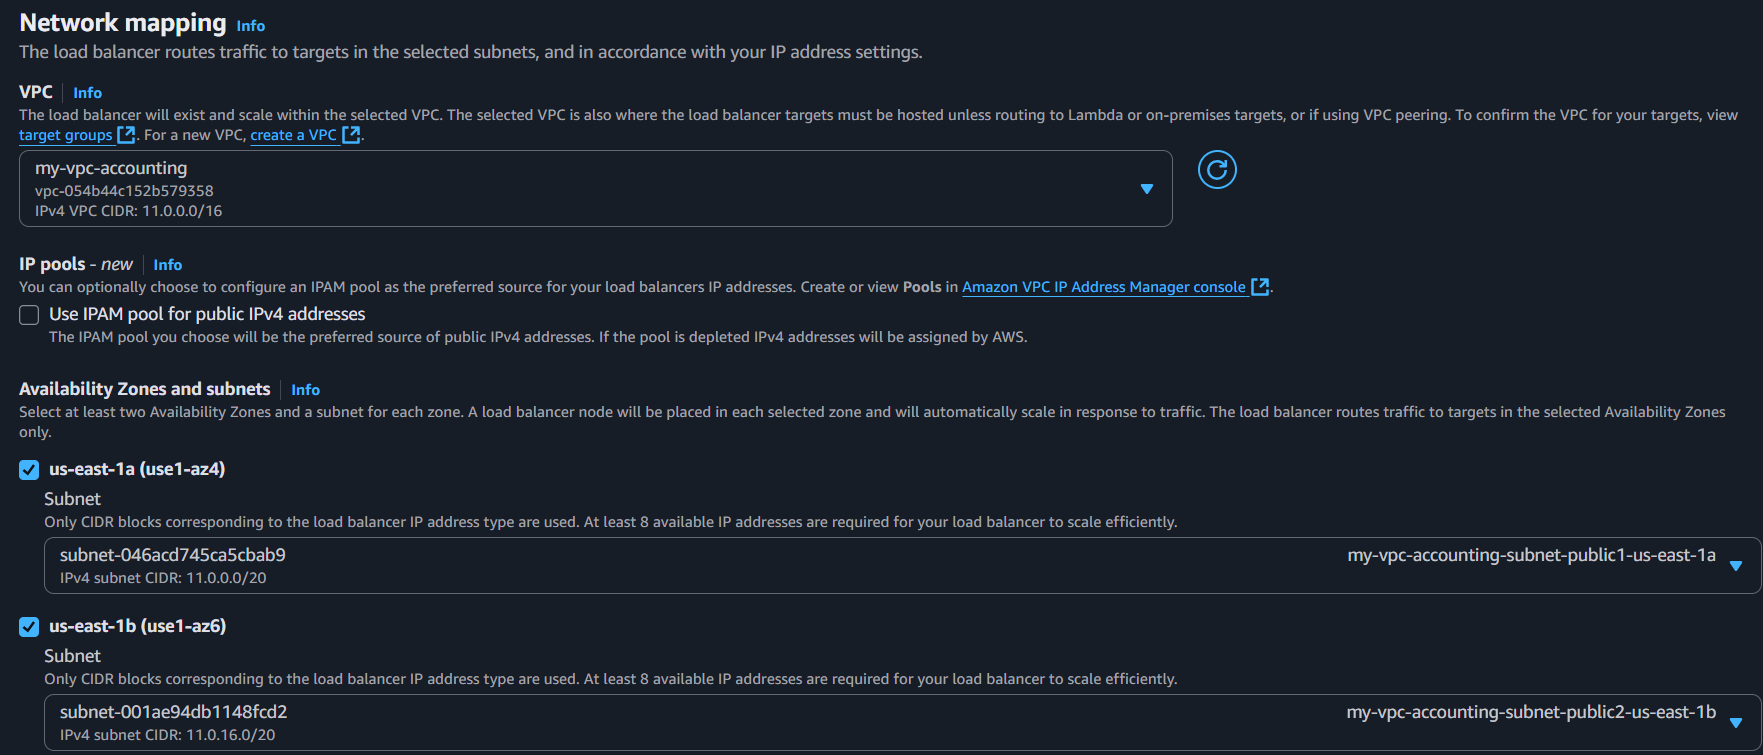 Network mapping Info
The load balancer routes traffic to targets in the selected subnets, and in accordance with your IP address settings.
VPC Info
The load balancer will exist and scale within the selected VPC. The selected VPC is also where the load balancer targets must be hosted unless routing to Lambda or on-premises targets, or if using VPC peering. To confirm the VPC for your targets, view
target groups. For a new VPC, create a VPC.
my-vpc-accounting
vpc-054b44c152b579358
IPv4 VPC CIDR: 11.0.0.0/16
IP pools - new Info
You can optionally choose to configure an IPAM pool as the preferred source for your load balancers IP addresses. Create or view Pools in Amazon VPC IP Address Manager console.
Use IPAM pool for public IPv4 addresses
The IPAM pool you choose will be the preferred source of public IPv4 addresses. If the pool is depleted IPv4 addresses will be assigned by AWS.
Availability Zones and subnets Info
Select at least two Availability Zones and a subnet for each zone. A load balancer node will be placed in each selected zone and will automatically scale in response to traffic. The load balancer routes traffic to targets in the selected Availability Zones
only.
us-east-1a (use1-az4)
Subnet
Only CIDR blocks corresponding to the load balancer IP address type are used. At least 8 available IP addresses are required for your load balancer to scale efficiently.
subnet-046acd745ca5cbab9 my-vpc-accounting-subnet-public1-us-east-1a
IPv4 subnet CIDR: 11.0.0.0/20
us-east-1b (use1-az6)
Subnet
Only CIDR blocks corresponding to the load balancer IP address type are used. At least 8 available IP addresses are required for your load balancer to scale efficiently.
subnet-001ae94db1148fcd2 my-vpc-accounting-subnet-public2-us-east-1b
IPv4 subnet CIDR: 11.0.16.0/20